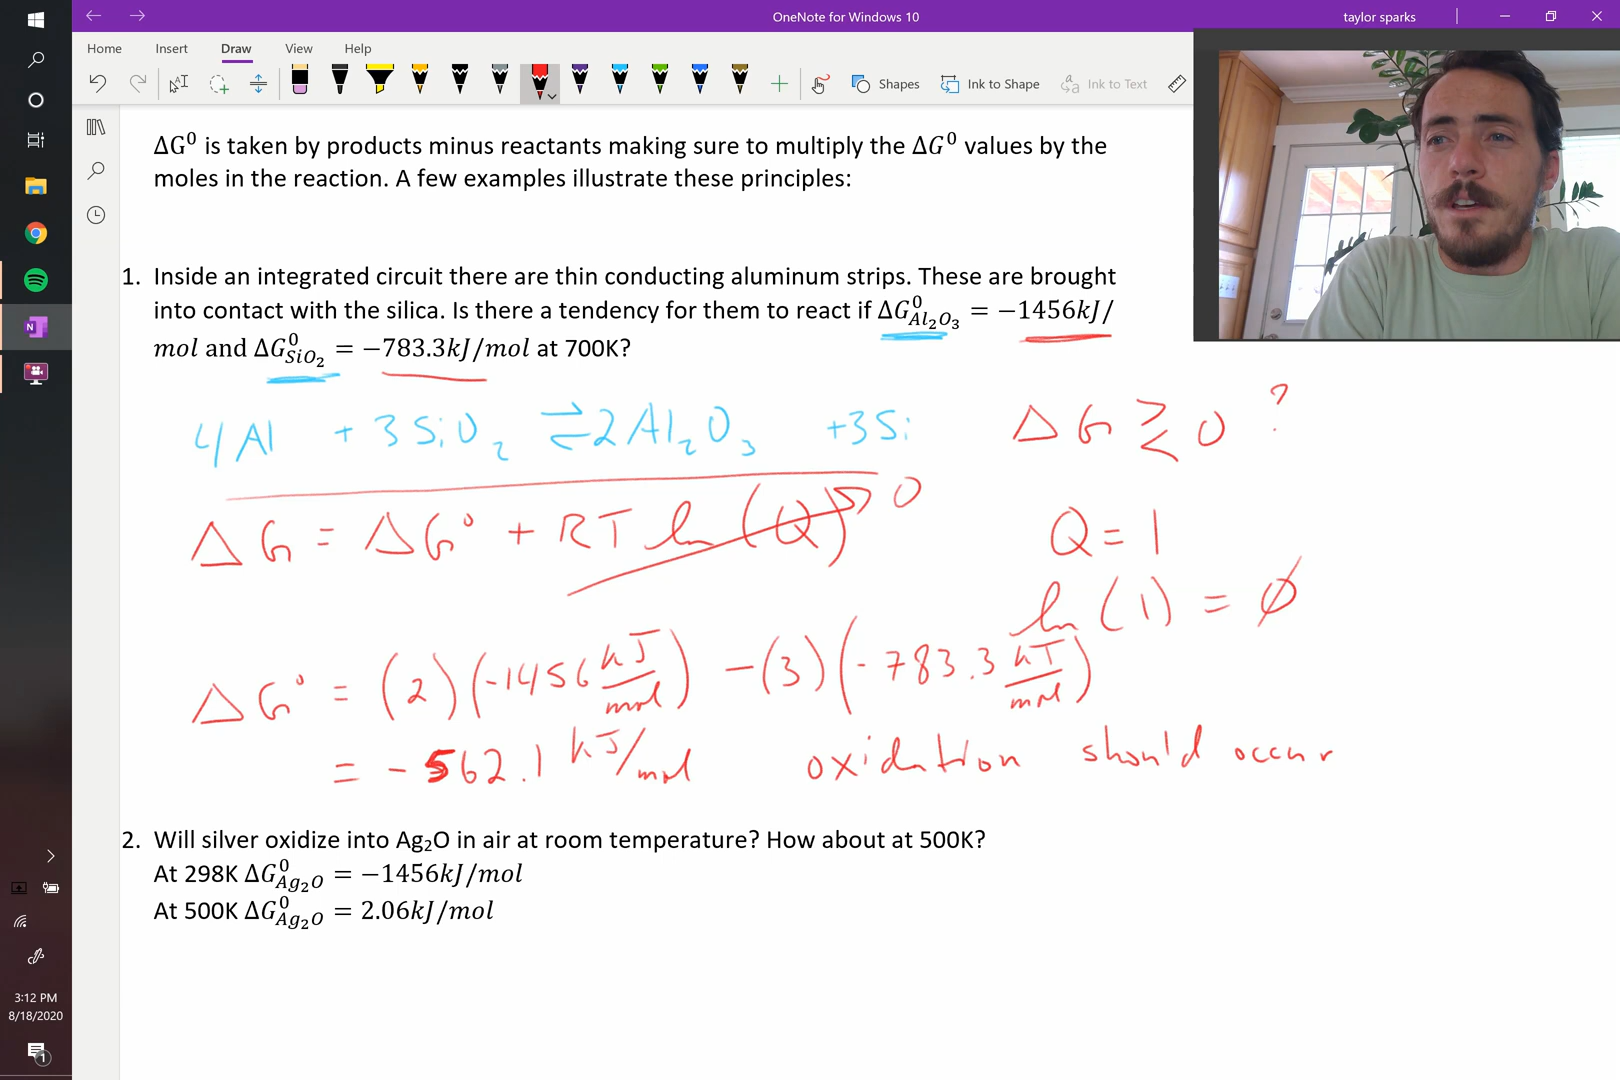 OneNote for Windows 10
taylor sparks
Home Insert Draw View Help
Shapes Ink to Shape Ink to Text
ΔG⁰ is taken by products minus reactants making sure to multiply the ΔG⁰ values by the
moles in the reaction. A few examples illustrate these principles:
1. Inside an integrated circuit there are thin conducting aluminum strips. These are brought
into contact with the silica. Is there a tendency for them to react if ΔG⁰Al₂O₃ = −1456kJ/
mol and ΔG⁰SiO₂ = −783.3kJ/mol at 700K?
4Al + 3SiO₂ ⇌ 2Al₂O₃ + 3Si
ΔG ≷ 0 ?
ΔG = ΔG° + RT ln (Q) 0
Q = 1
ln (1) = ∅
ΔG° = (2)(-1456 kJ/mol) - (3)(-783.3 kJ/mol)
= -562.1 kJ/mol oxidation should occur
2. Will silver oxidize into Ag₂O in air at room temperature? How about at 500K?
At 298K ΔG⁰Ag₂O = −1456kJ/mol
At 500K ΔG⁰Ag₂O = 2.06kJ/mol
3:12 PM
8/18/2020
1